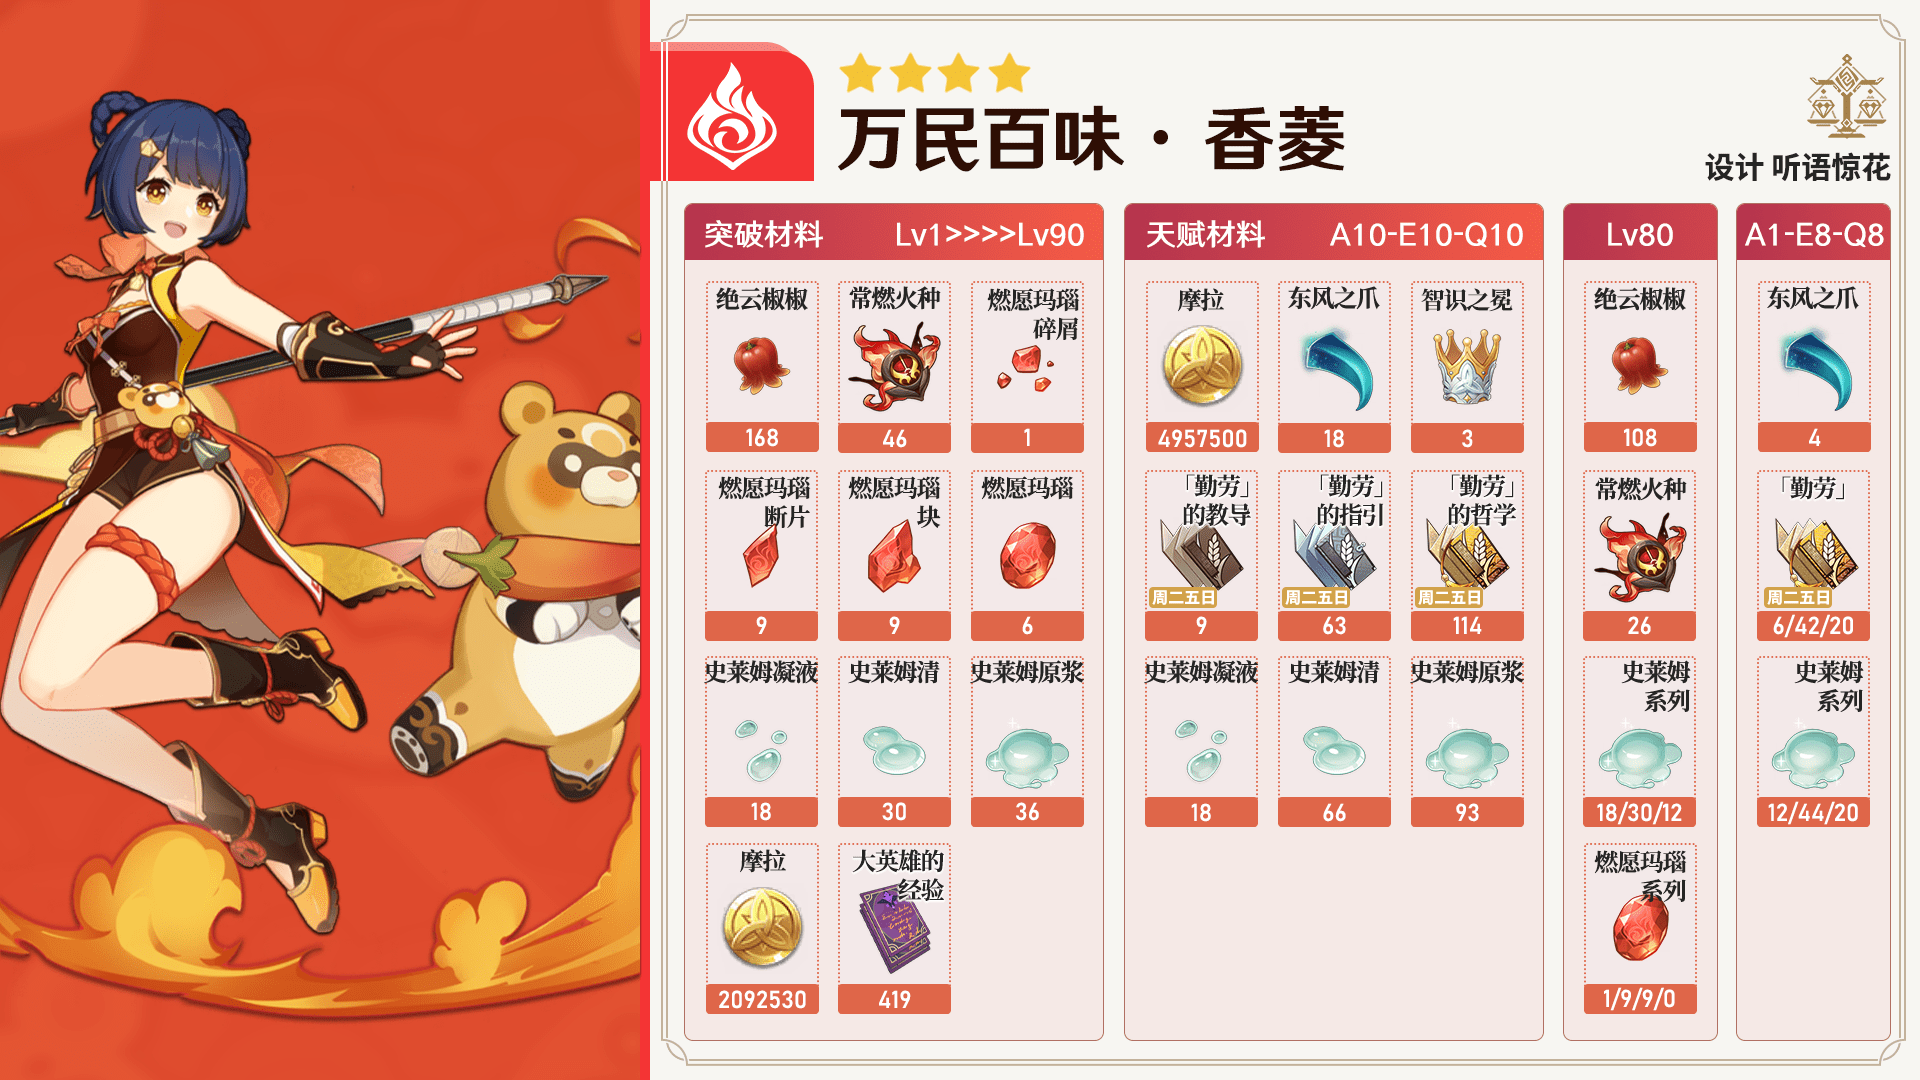 万民百味·香菱
设计 听语惊花
突破材料 Lv1>>>>Lv90
绝云椒椒
168
常燃火种
46
燃愿玛瑙
碎屑
1
燃愿玛瑙
断片
9
燃愿玛瑙
块
9
燃愿玛瑙
6
史莱姆凝液
18
史莱姆清
30
史莱姆原浆
36
摩拉
2092530
大英雄的
经验
419
天赋材料 A10-E10-Q10
摩拉
4957500
东风之爪
18
智识之冕
3
「勤劳」
的教导
周二五日
9
「勤劳」
的指引
周二五日
63
「勤劳」
的哲学
周二五日
114
史莱姆凝液
18
史莱姆清
66
史莱姆原浆
93
Lv80
绝云椒椒
108
常燃火种
26
史莱姆
系列
18/30/12
燃愿玛瑙
系列
1/9/9/0
A1-E8-Q8
东风之爪
4
「勤劳」
周二五日
6/42/20
史莱姆
系列
12/44/20